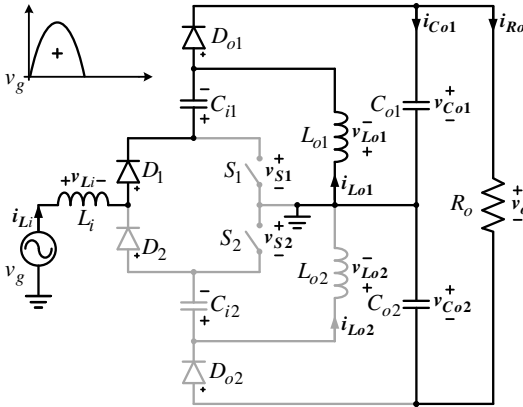 i_Co1 i_Ro
D_o1
+
v_g
+
− C_i1 +
C_o1 + v_Co1 −
L_o1 − v_Lo1 +
D_1
S_1 + v_S1 −
+ v_Li −
i_Lo1
R_o + v_o −
i_Li L_i
D_2 S_2 + v_S2 −
v_g
L_o2 − v_Lo2 +
− C_i2 +
C_o2 + v_Co2 −
i_Lo2
D_o2
+